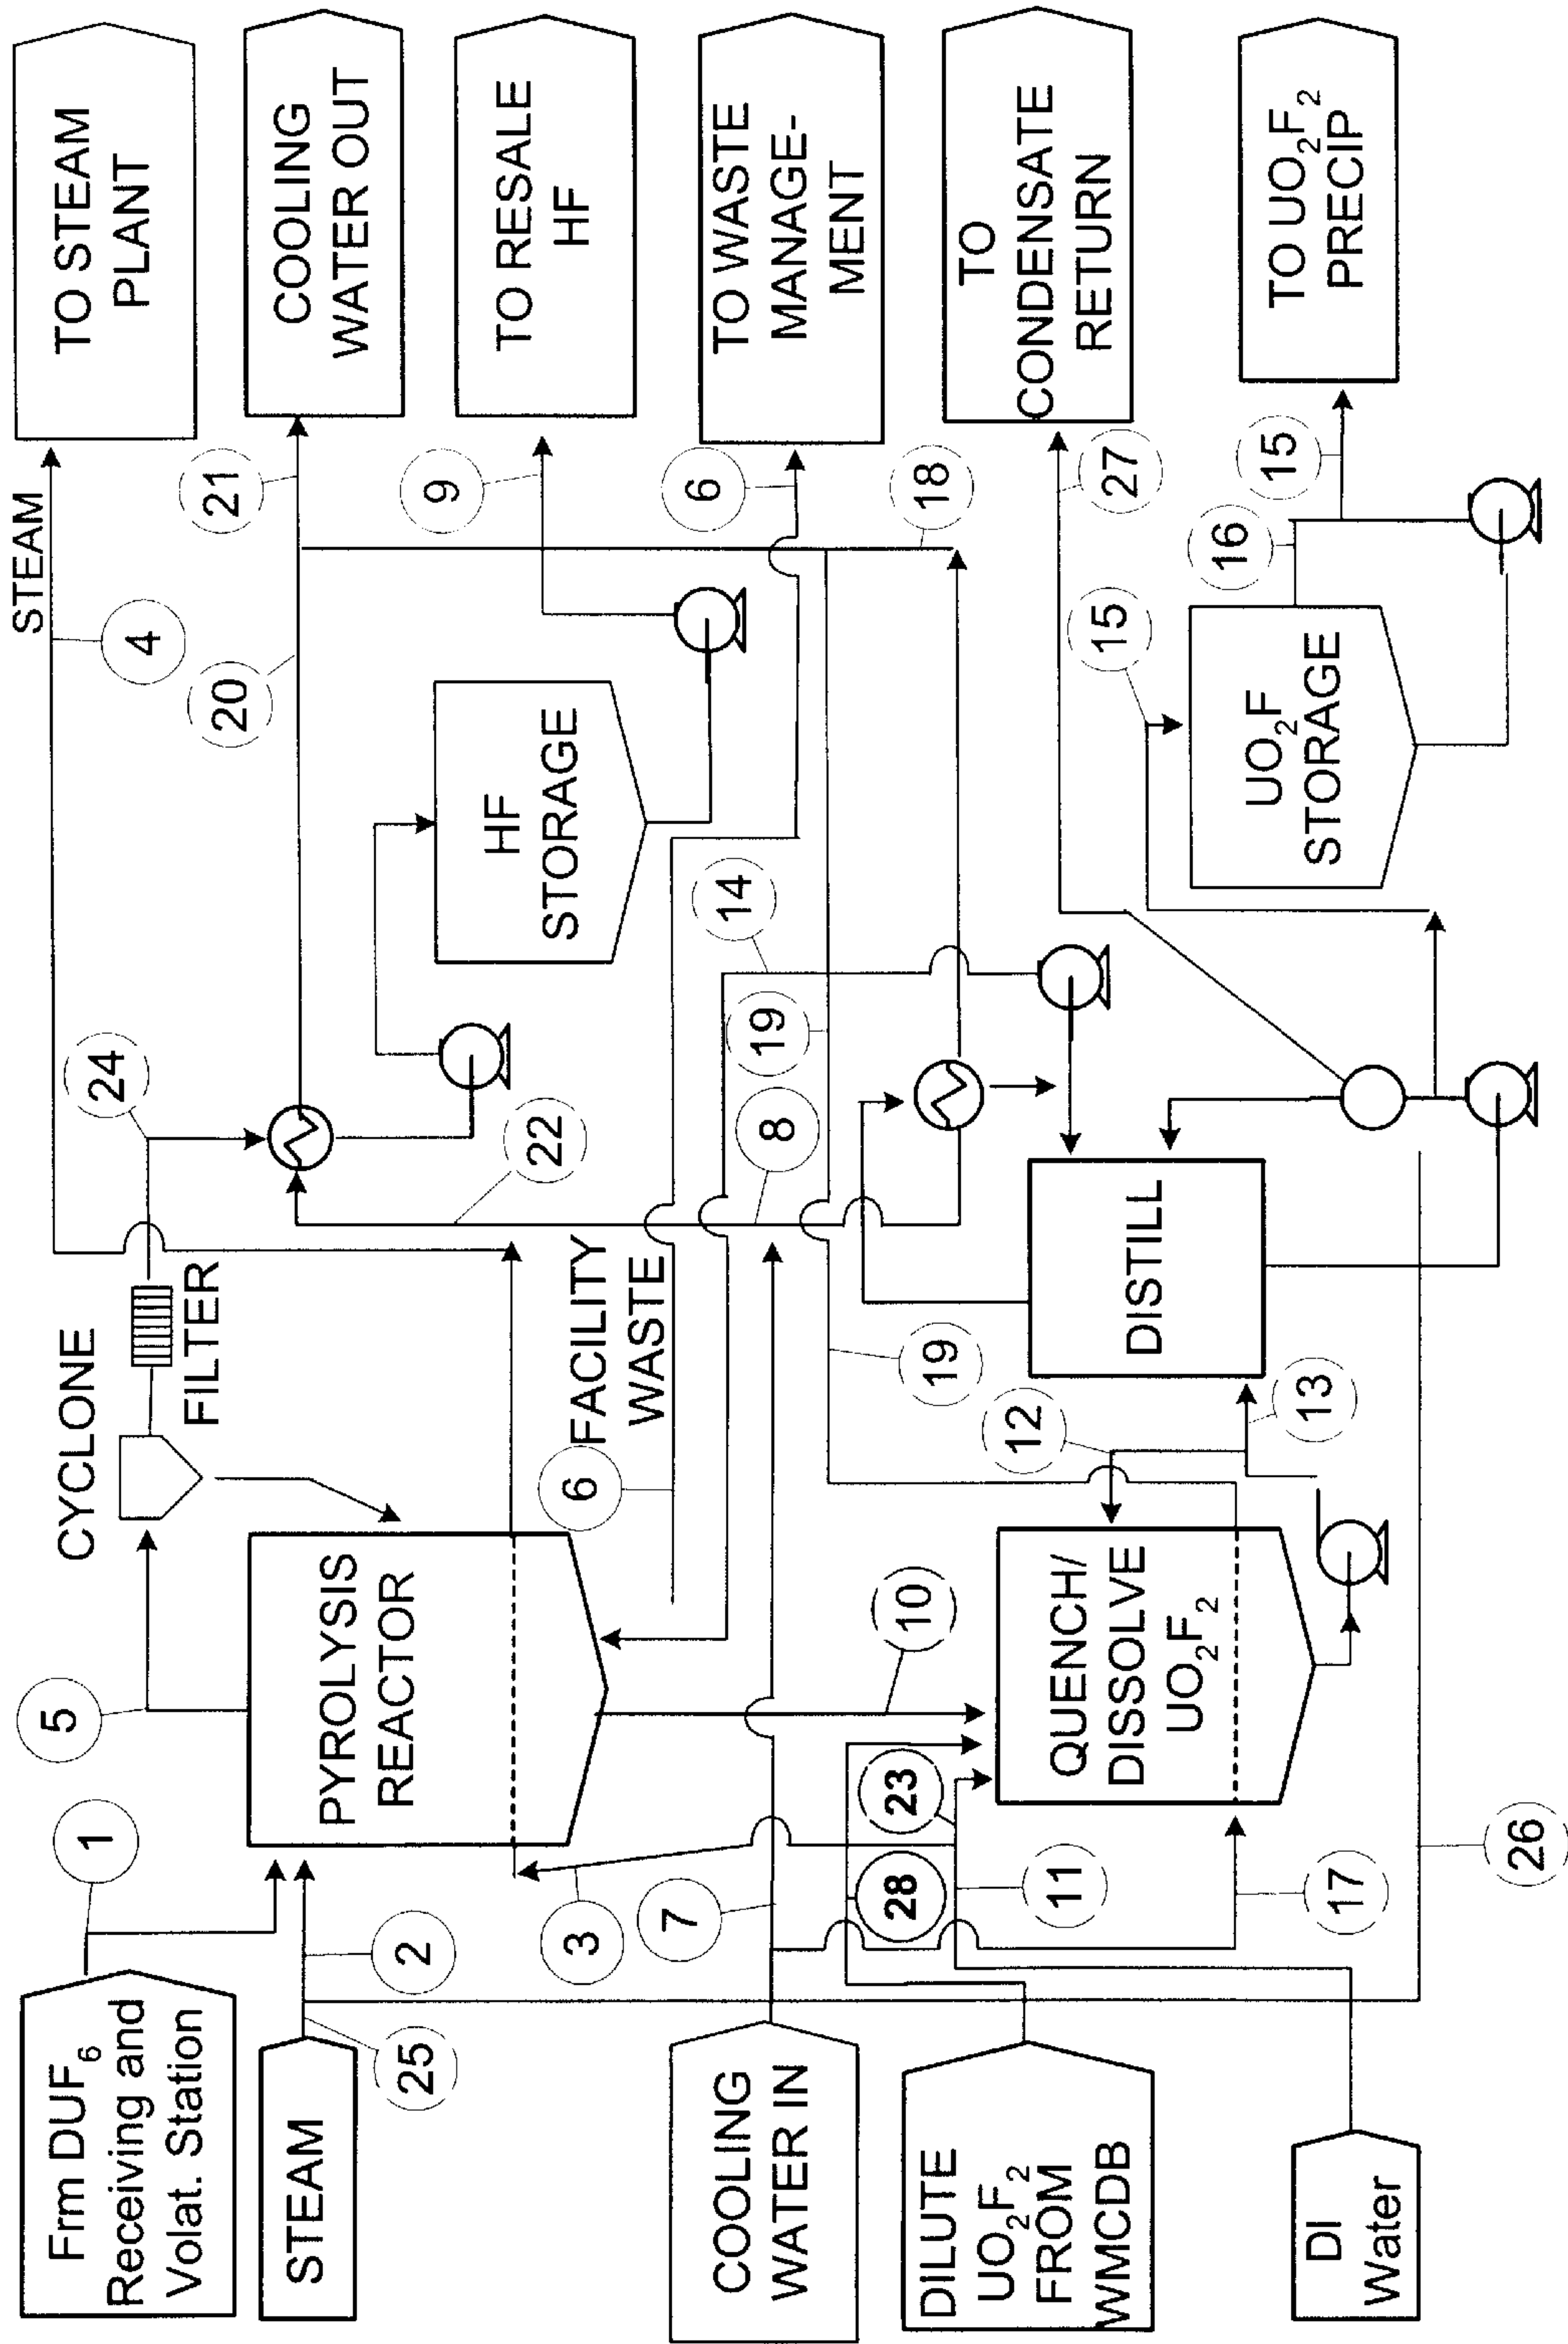 Frm DUF₆
Receiving and
Volat. Station
1
5
CYCLONE
FILTER
24
4
STEAM
TO STEAM
PLANT
STEAM
25
2
PYROLYSIS
REACTOR
20
21
COOLING
WATER OUT
3
6
FACILITY
WASTE
22
HF
STORAGE
9
TO RESALE
HF
COOLING
WATER IN
7
8
19
14
6
TO WASTE
MANAGE-
MENT
DILUTE
UO₂F₂
FROM
WMCDB
28
23
10
11
12
19
18
TO
CONDENSATE
RETURN
QUENCH/
DISSOLVE
UO₂F₂
DISTILL
15
27
DI
Water
17
13
UO₂F
STORAGE
16
15
TO UO₂F₂
PRECIP
26